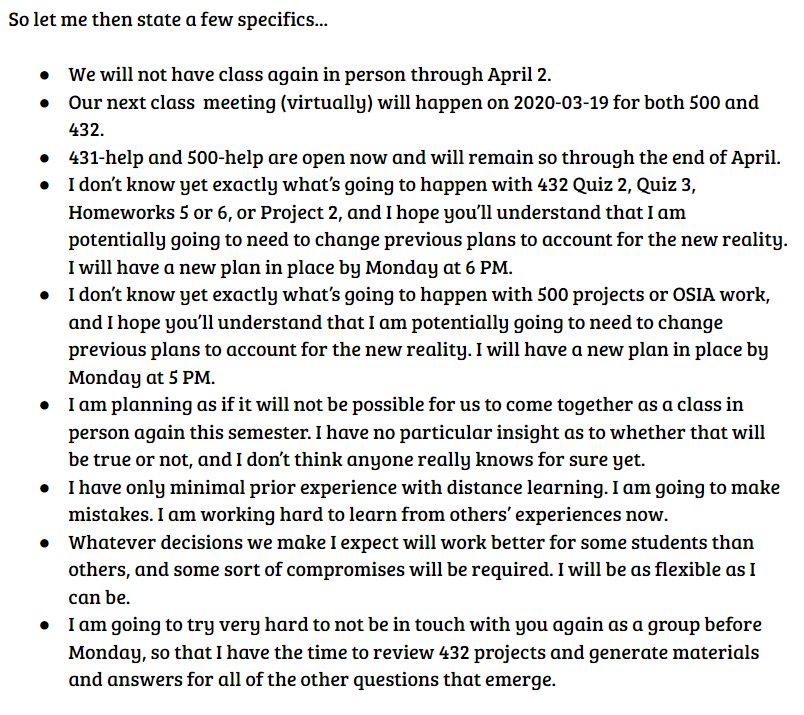 So let me then state a few specifics...
● We will not have class again in person through April 2.
● Our next class meeting (virtually) will happen on 2020-03-19 for both 500 and
432.
● 431-help and 500-help are open now and will remain so through the end of April.
● I don't know yet exactly what's going to happen with 432 Quiz 2, Quiz 3,
Homeworks 5 or 6, or Project 2, and I hope you'll understand that I am
potentially going to need to change previous plans to account for the new reality.
I will have a new plan in place by Monday at 6 PM.
● I don't know yet exactly what's going to happen with 500 projects or OSIA work,
and I hope you'll understand that I am potentially going to need to change
previous plans to account for the new reality. I will have a new plan in place by
Monday at 5 PM.
● I am planning as if it will not be possible for us to come together as a class in
person again this semester. I have no particular insight as to whether that will
be true or not, and I don't think anyone really knows for sure yet.
● I have only minimal prior experience with distance learning. I am going to make
mistakes. I am working hard to learn from others' experiences now.
● Whatever decisions we make I expect will work better for some students than
others, and some sort of compromises will be required. I will be as flexible as I
can be.
● I am going to try very hard to not be in touch with you again as a group before
Monday, so that I have the time to review 432 projects and generate materials
and answers for all of the other questions that emerge.